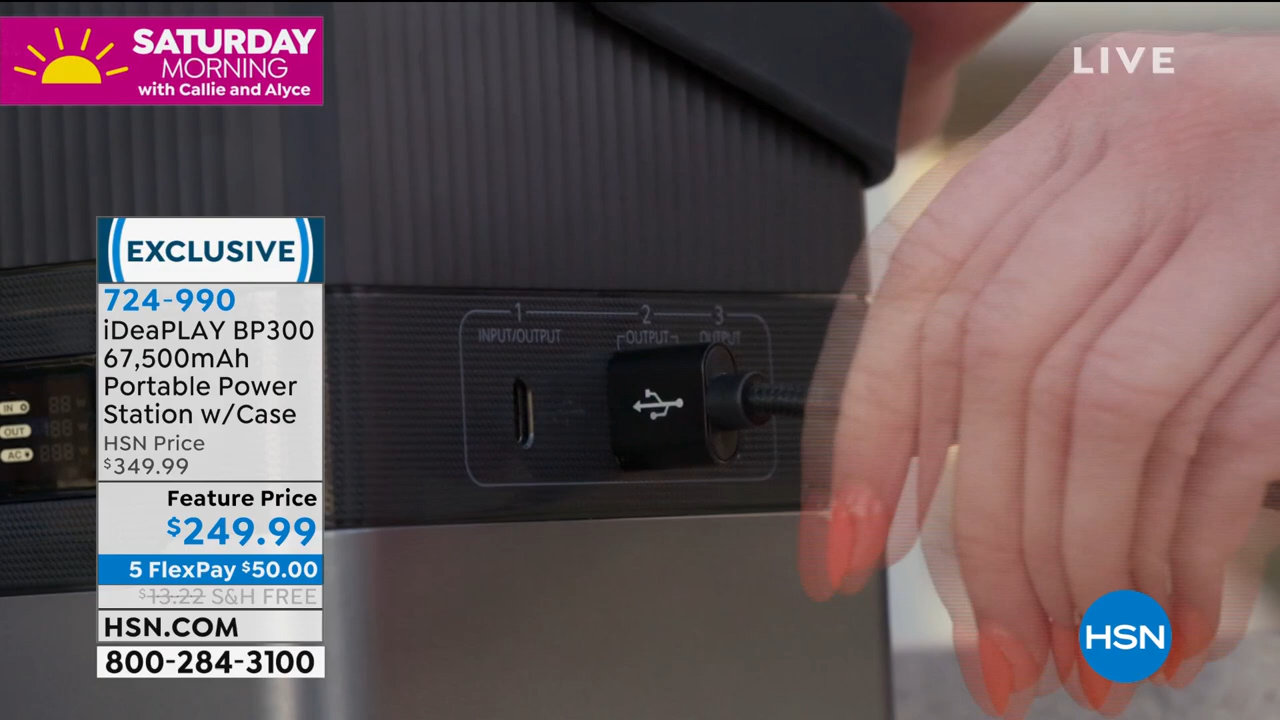 SATURDAY
MORNING
with Callie and Alyce
LIVE
EXCLUSIVE
724-990
iDeaPLAY BP300
67,500mAh
Portable Power
Station w/Case
HSN Price
$349.99
Feature Price
$249.99
5 FlexPay $50.00
$13.22 S&H FREE
HSN.COM
800-284-3100
1 2 3
INPUT/OUTPUT OUTPUT OUTPUT
IN
OUT
AC
HSN